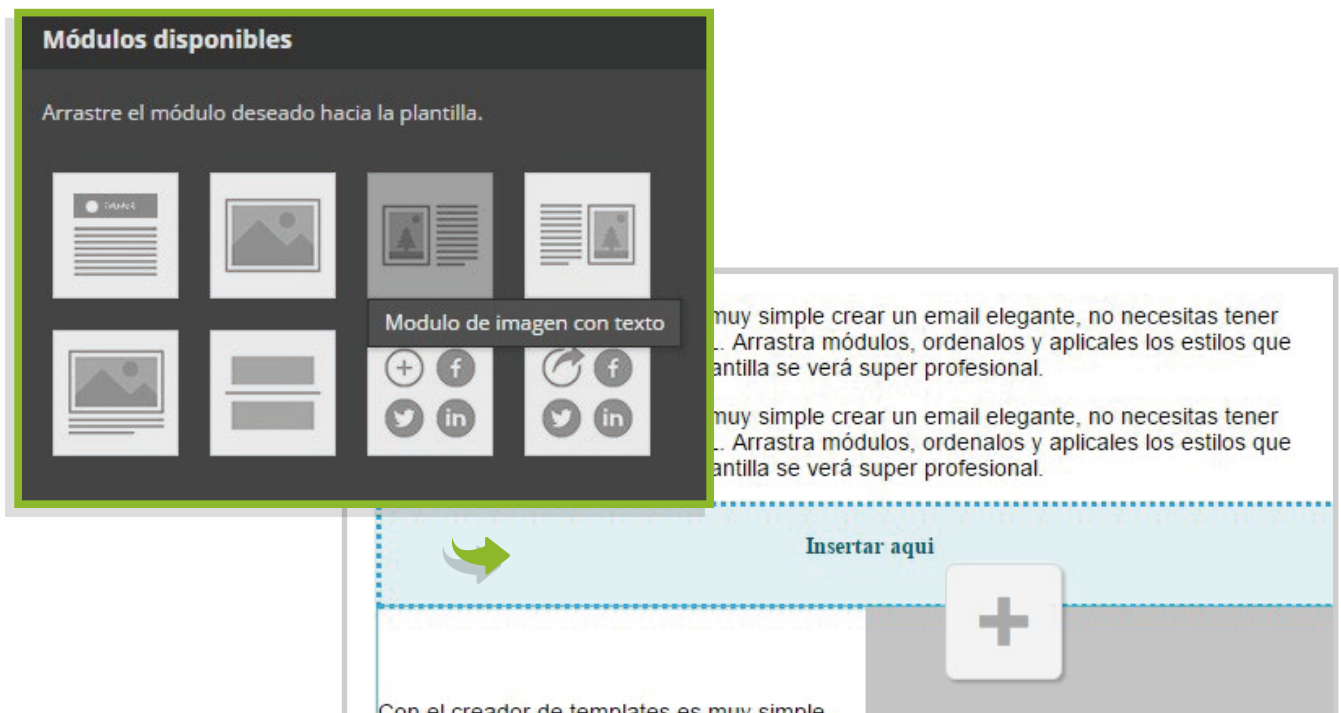 Módulos disponibles
Arrastre el módulo deseado hacia la plantilla.
Modulo de imagen con texto
muy simple crear un email elegante, no necesitas tener
. Arrastra módulos, ordenalos y aplicales los estilos que
antilla se verá super profesional.
muy simple crear un email elegante, no necesitas tener
. Arrastra módulos, ordenalos y aplicales los estilos que
antilla se verá super profesional.
Insertar aqui
Con el creador de templates es muy simple